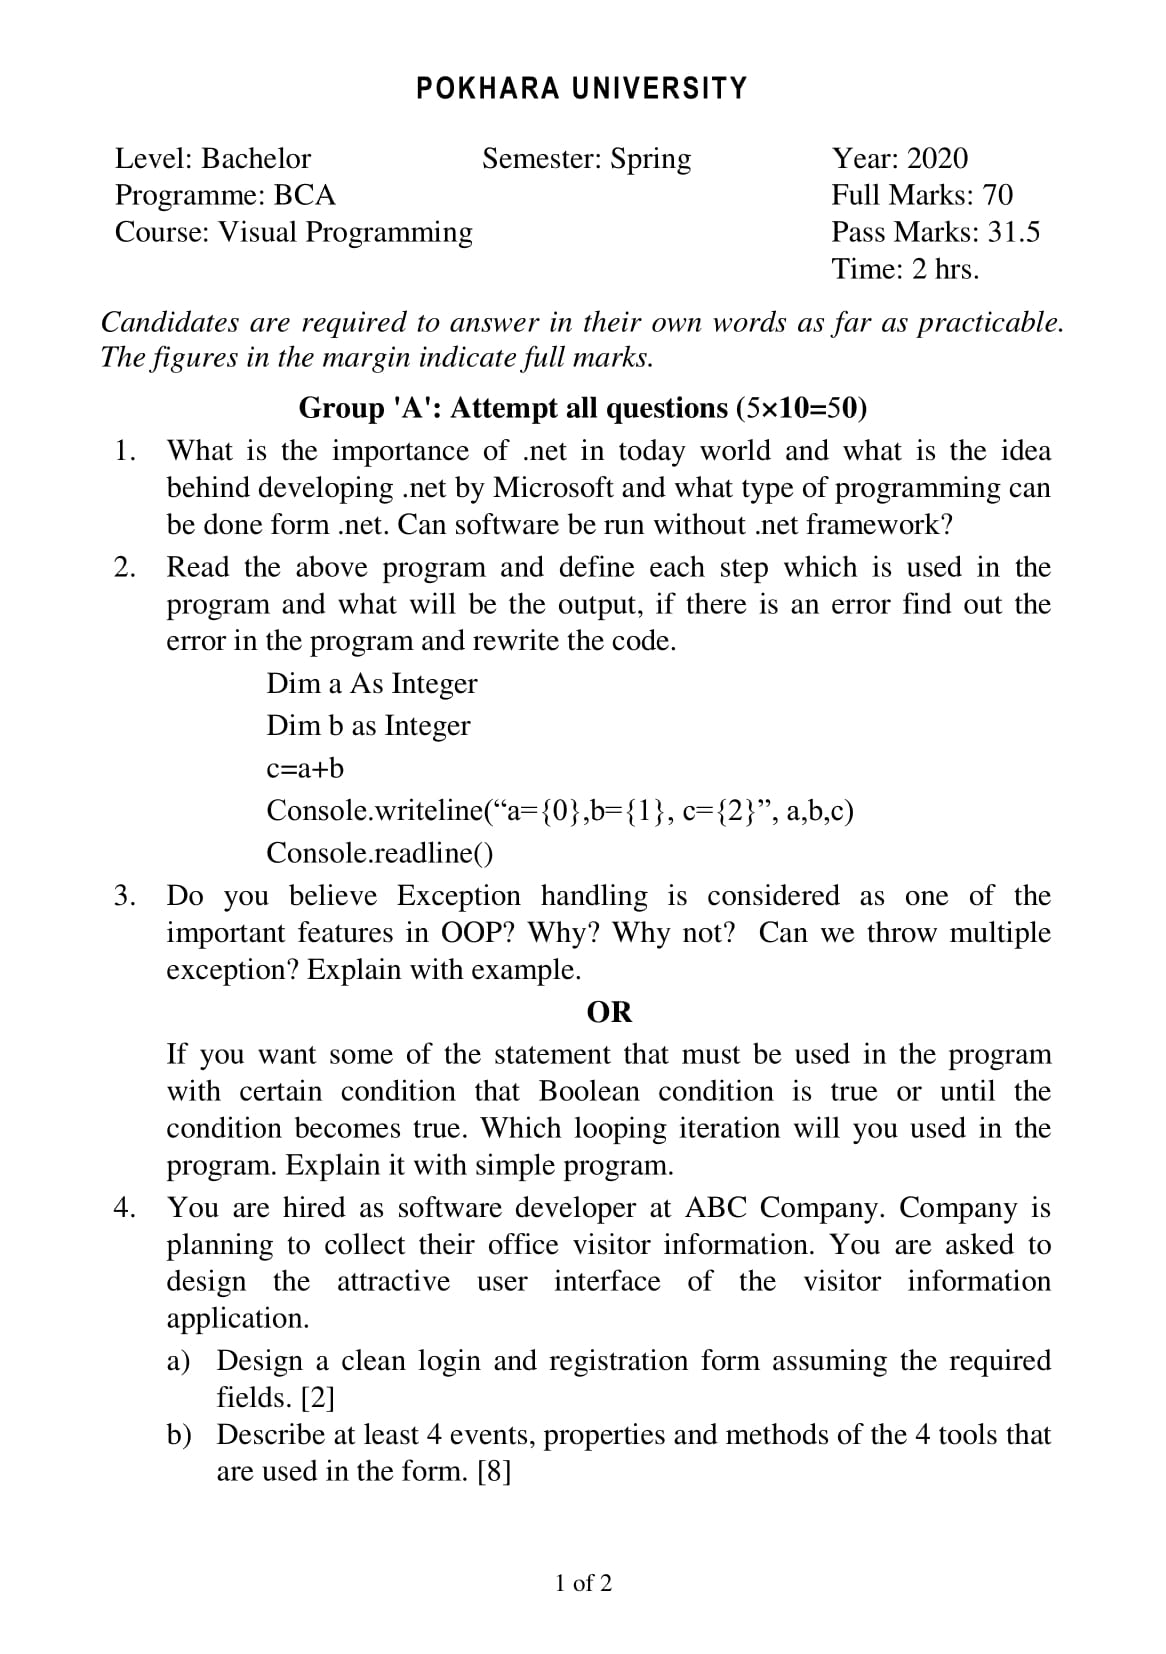 POKHARA UNIVERSITY
Level: Bachelor Semester: Spring Year: 2020
Programme: BCA Full Marks: 70
Course: Visual Programming Pass Marks: 31.5
Time: 2 hrs.
Candidates are required to answer in their own words as far as practicable.
The figures in the margin indicate full marks.
Group 'A': Attempt all questions (5×10=50)
1. What is the importance of .net in today world and what is the idea
behind developing .net by Microsoft and what type of programming can
be done form .net. Can software be run without .net framework?
2. Read the above program and define each step which is used in the
program and what will be the output, if there is an error find out the
error in the program and rewrite the code.
Dim a As Integer
Dim b as Integer
c=a+b
Console.writeline(“a={0},b={1}, c={2}”, a,b,c)
Console.readline()
3. Do you believe Exception handling is considered as one of the
important features in OOP? Why? Why not? Can we throw multiple
exception? Explain with example.
OR
If you want some of the statement that must be used in the program
with certain condition that Boolean condition is true or until the
condition becomes true. Which looping iteration will you used in the
program. Explain it with simple program.
4. You are hired as software developer at ABC Company. Company is
planning to collect their office visitor information. You are asked to
design the attractive user interface of the visitor information
application.
a) Design a clean login and registration form assuming the required
fields. [2]
b) Describe at least 4 events, properties and methods of the 4 tools that
are used in the form. [8]
1 of 2